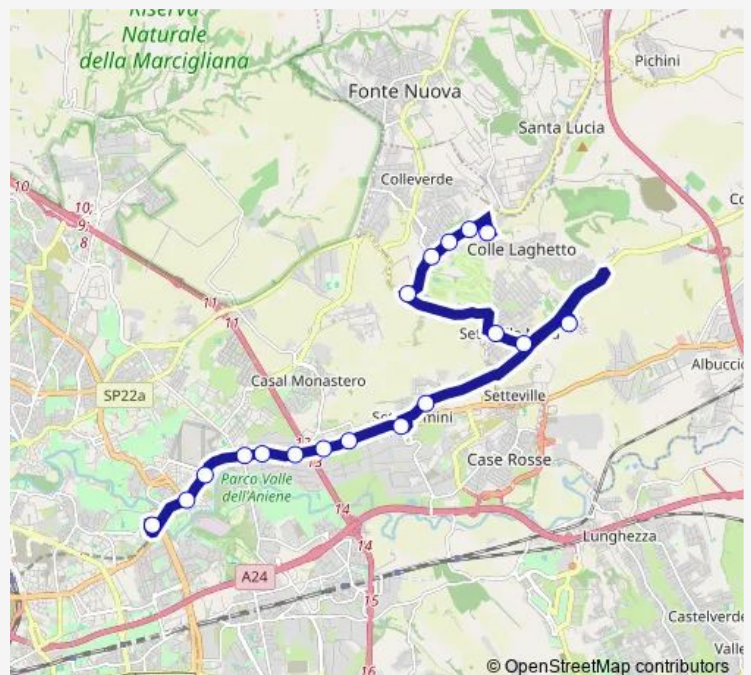 Riserva
Naturale
della Marcigliana
Pichini
Fonte Nuova
Santa Lucia
Colleverde
10
10;
9;
8
Colle Laghetto
11
11
Casal Monastero
Albuccio
SP22a
Setteville
12
13
Case Rosse
Parco Valle
dell'Aniene
14
14
Lunghezza
A24
15
Castelverde
Valle
16
© OpenStreetMap contributors